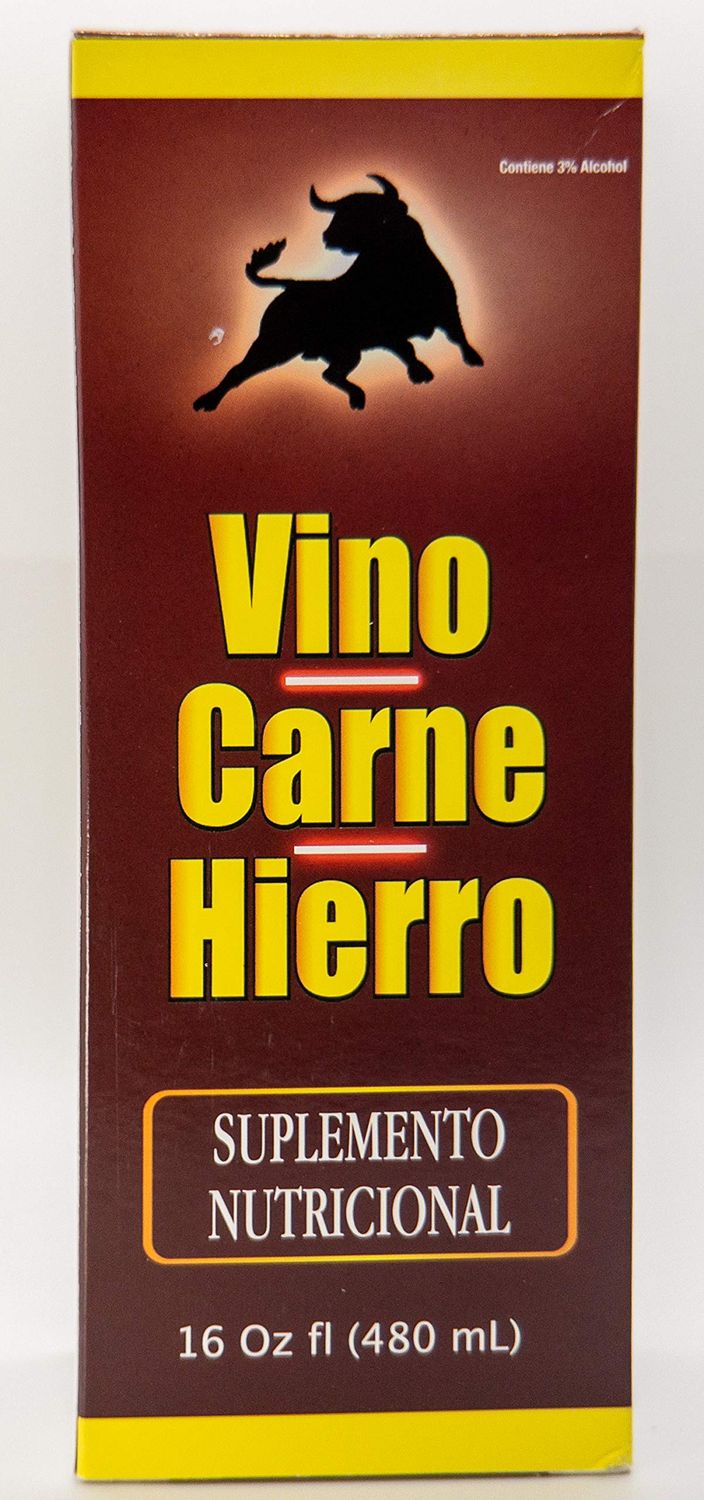 Contiene 3% Alcohol
Vino
Carne
Hierro
SUPLEMENTO
NUTRICIONAL
16 Oz fl (480 mL)